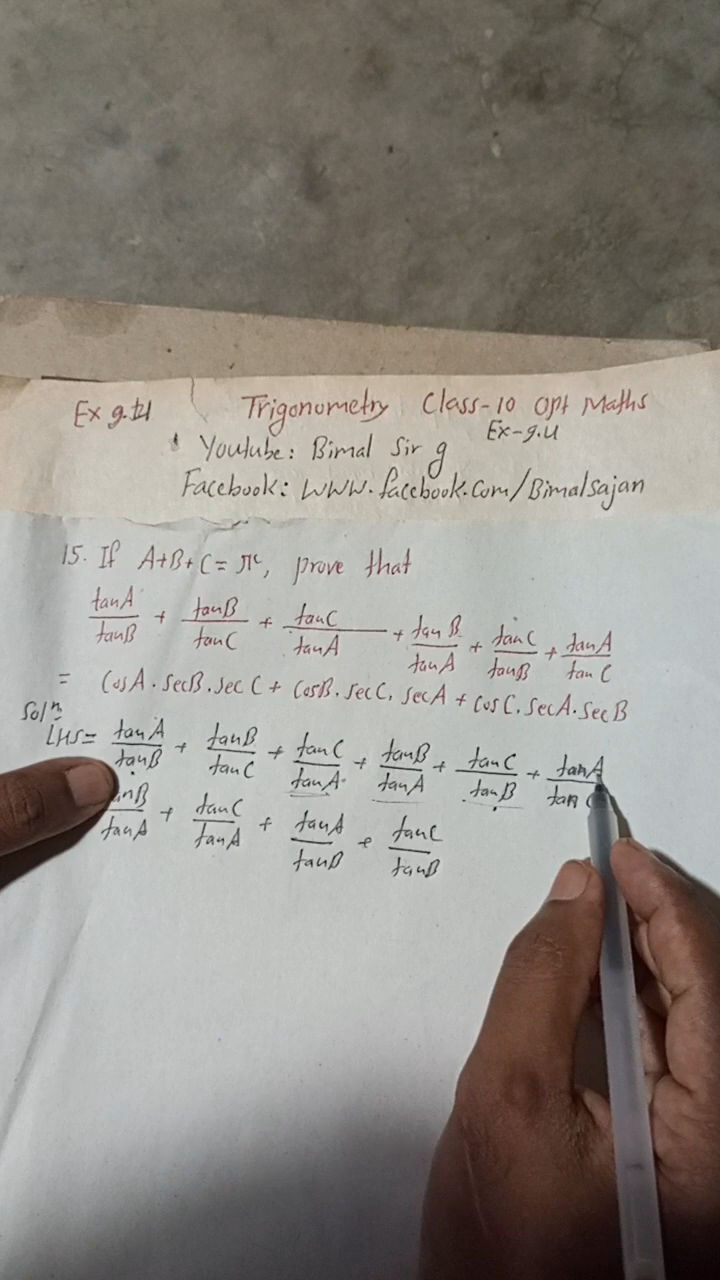 Ex 9.4 Trigonometry Class-10 Opt Maths
Ex-9.4
Youtube: Bimal Sir g
Facebook: www.facebook.com/Bimalsajan
15. If A+B+C= πᶜ, prove that
tanA/tanB + tanB/tanC + tanC/tanA + tanB/tanA + tanC/tanB + tanA/tanC
= CosA.secB.secC + CosB.secC.secA + CosC.secA.SecB
Solⁿ
LHS= tanA/tanB + tanB/tanC + tanC/tanA + tanB/tanA + tanC/tanB + tanA/tan
/tanA + tanC/tanA + tanA/tanB + tanC/tanB